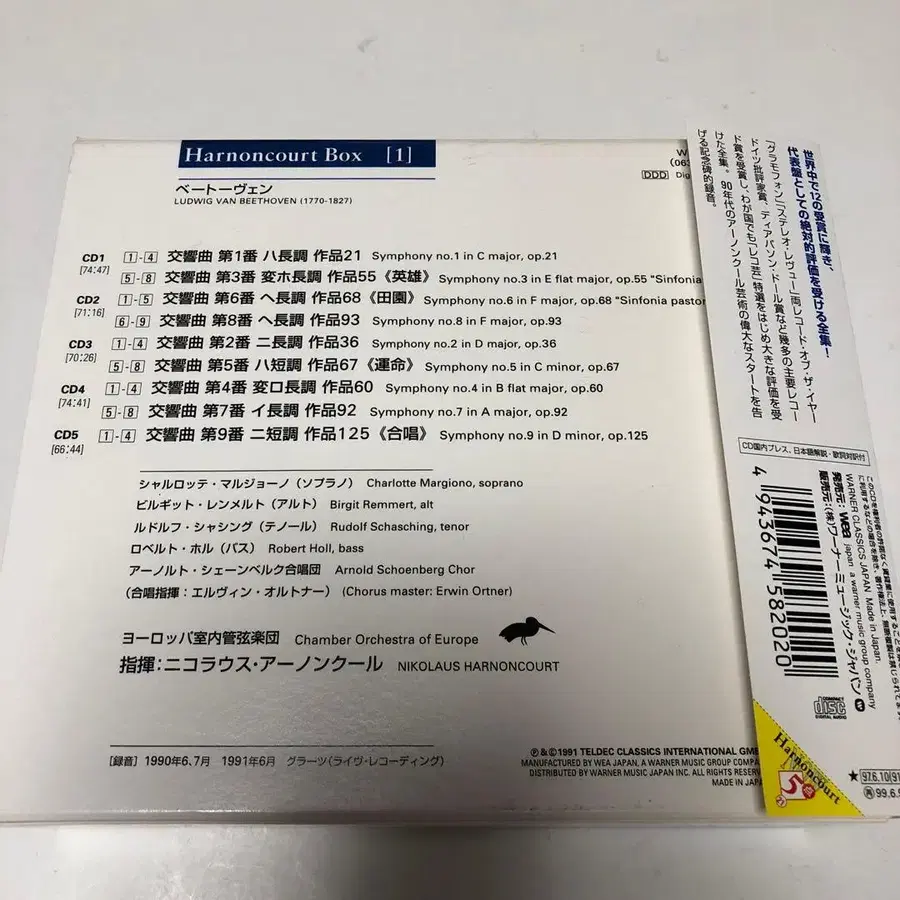 Harnoncourt Box [1]
ベートーヴェン
LUDWIG VAN BEETHOVEN (1770-1827)
DDD
CD1 [74:47]
1-4 交響曲 第1番 ハ長調 作品21 Symphony no.1 in C major, op.21
5-8 交響曲 第3番 変ホ長調 作品55《英雄》 Symphony no.3 in E flat major, op.55 "Sinfonia
CD2 [71:16]
1-5 交響曲 第6番 ヘ長調 作品68《田園》 Symphony no.6 in F major, op.68 "Sinfonia pastor
6-9 交響曲 第8番 ヘ長調 作品93 Symphony no.8 in F major, op.93
CD3 [70:26]
1-4 交響曲 第2番 ニ長調 作品36 Symphony no.2 in D major, op.36
5-8 交響曲 第5番 ハ短調 作品67《運命》 Symphony no.5 in C minor, op.67
CD4 [74:41]
1-4 交響曲 第4番 変ロ長調 作品60 Symphony no.4 in B flat major, op.60
5-8 交響曲 第7番 イ長調 作品92 Symphony no.7 in A major, op.92
CD5 [66:44]
1-4 交響曲 第9番 ニ短調 作品125《合唱》 Symphony no.9 in D minor, op.125
シャルロッテ・マルジョーノ（ソプラノ） Charlotte Margiono, soprano
ビルギット・レンメルト（アルト） Birgit Remmert, alt
ルドルフ・シャシング（テノール） Rudolf Schasching, tenor
ロベルト・ホル（バス） Robert Holl, bass
アーノルト・シェーンベルク合唱団 Arnold Schoenberg Chor
（合唱指揮：エルヴィン・オルトナー） (Chorus master: Erwin Ortner)
ヨーロッパ室内管弦楽団 Chamber Orchestra of Europe
指揮：ニコラウス・アーノンクール NIKOLAUS HARNONCOURT
［録音］ 1990年6、7月 1991年6月 グラーツ（ライヴ・レコーディング）
℗&©1991 TELDEC CLASSICS INTERNATIONAL GMB
MANUFACTURED BY WEA JAPAN, A WARNER MUSIC GROUP COMPA
DISTRIBUTED BY WARNER MUSIC JAPAN INC. ALL RIGHTS RESER
MADE IN JAPA
世界中で12の受賞に輝き、
代表盤としての絶対的評価を受ける全集！
「グラモフォン」「ステレオ・レヴュー」両レコード・オブ・ザ・イヤー
ドイツ批評家賞、ディアパソン・ドール賞など幾多の主要レコー
ド賞を受賞し、わが国でも「レコ芸」特選をはじめ大きな評価を受
けた全集。90年代のアーノンクール芸術の偉大なスタートを告
げる記念碑的録音。
CD国内プレス、日本語解説・歌詞対訳付
4943674582020
WARNER CLASSICS JAPAN Made in Japan.
発売元：wea japan, a warner music group company
販売元：(株)ワーナーミュージック・ジャパン
COMPACT disc DIGITAL AUDIO
Harnoncourt
5点